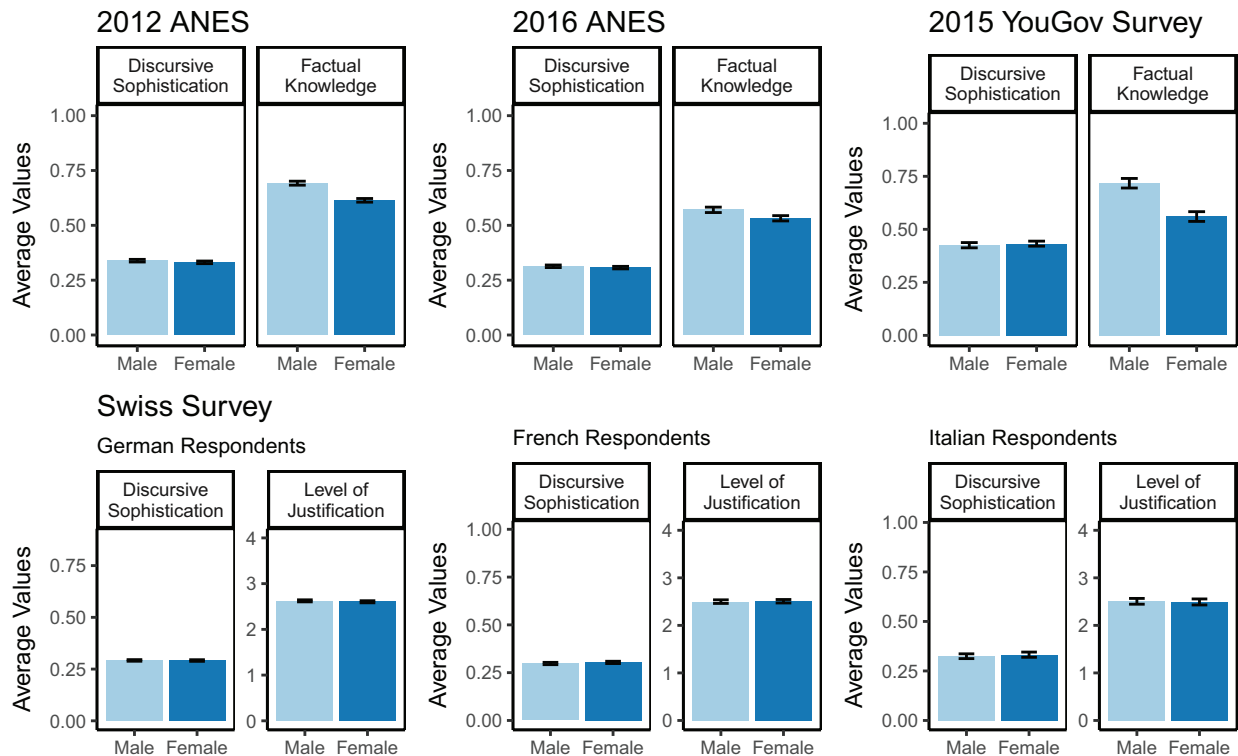 2012 ANES
Discursive
Sophistication
Factual
Knowledge
Average Values
1.00
0.75
0.50
0.25
0.00
Male
Female
Male
Female
2016 ANES
Discursive
Sophistication
Factual
Knowledge
Average Values
1.00
0.75
0.50
0.25
0.00
Male
Female
Male
Female
2015 YouGov Survey
Discursive
Sophistication
Factual
Knowledge
Average Values
1.00
0.75
0.50
0.25
0.00
Male
Female
Male
Female
Swiss Survey
German Respondents
Discursive
Sophistication
Level of
Justification
Average Values
0.75
0.50
0.25
0.00
4
3
2
1
0
Male
Female
Male
Female
French Respondents
Discursive
Sophistication
Level of
Justification
Average Values
1.00
0.75
0.50
0.25
0.00
4
3
2
1
0
Male
Female
Male
Female
Italian Respondents
Discursive
Sophistication
Level of
Justification
Average Values
1.00
0.75
0.50
0.25
0.00
4
3
2
1
0
Male
Female
Male
Female